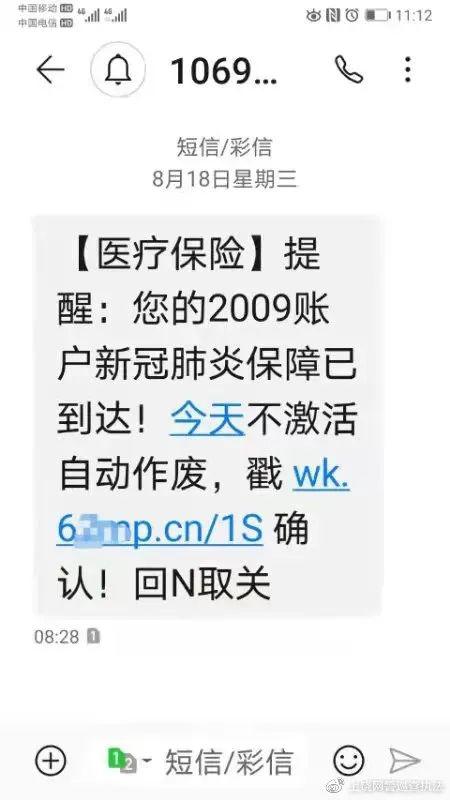 中国移动 HD 4G 4G 11:12
中国电信 HD
1069...
短信/彩信
8月18日星期三
【医疗保险】提
醒：您的2009账
户新冠肺炎保障已
到达！今天不激活
自动作废，戳 wk.
6 mp.cn/1S 确
认！回N取关
08:28 1
12 短信/彩信